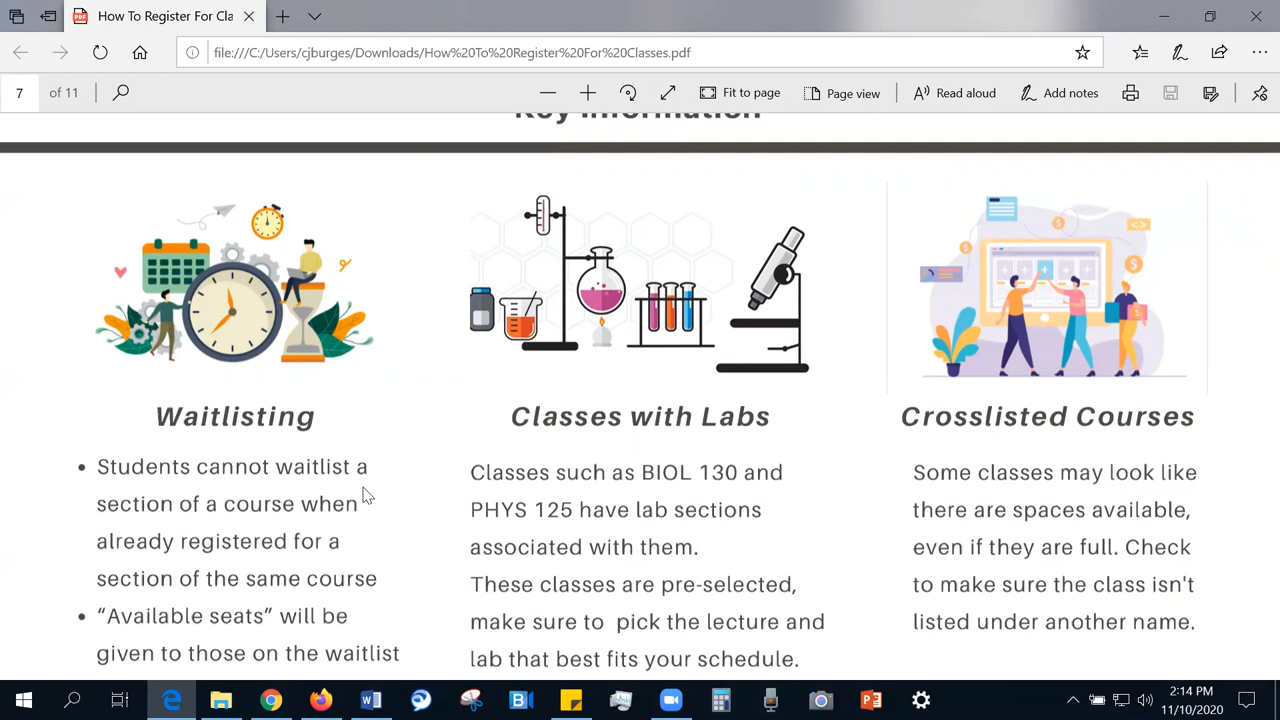 How To Register For Cla
file:///C:/Users/cjburges/Downloads/How%20To%20Register%20For%20Classes.pdf
7 of 11
Fit to page
Page view
Read aloud
Add notes
Key Information
Waitlisting
• Students cannot waitlist a
section of a course when
already registered for a
section of the same course
• “Available seats” will be
given to those on the waitlist
Classes with Labs
Classes such as BIOL 130 and
PHYS 125 have lab sections
associated with them.
These classes are pre-selected,
make sure to pick the lecture and
lab that best fits your schedule.
Crosslisted Courses
Some classes may look like
there are spaces available,
even if they are full. Check
to make sure the class isn't
listed under another name.
2:14 PM
11/10/2020